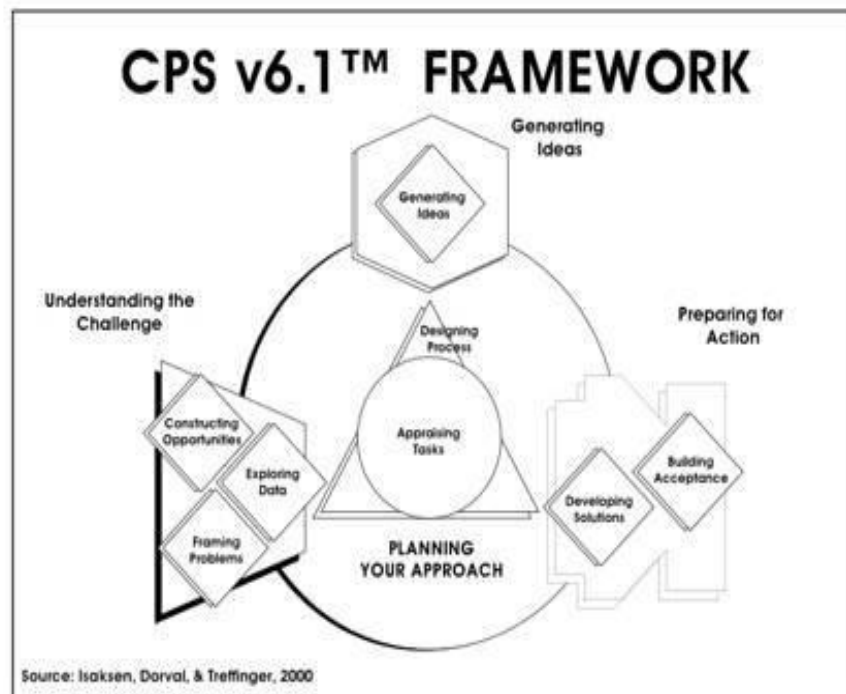 CPS v6.1™ FRAMEWORK
Generating
Ideas
Generating
Ideas
Understanding the
Challenge
Preparing for
Action
Designing
Process
Constructing
Opportunities
Appraising
Tasks
Exploring
Data
Building
Acceptance
Developing
Solutions
Framing
Problems
PLANNING
YOUR APPROACH
Source: Isaksen, Dorval, & Treffinger, 2000